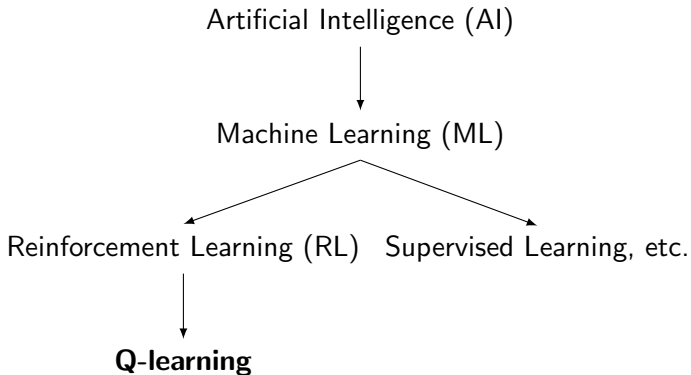 Artificial Intelligence (AI)
Machine Learning (ML)
Reinforcement Learning (RL)
Supervised Learning, etc.
Q-learning